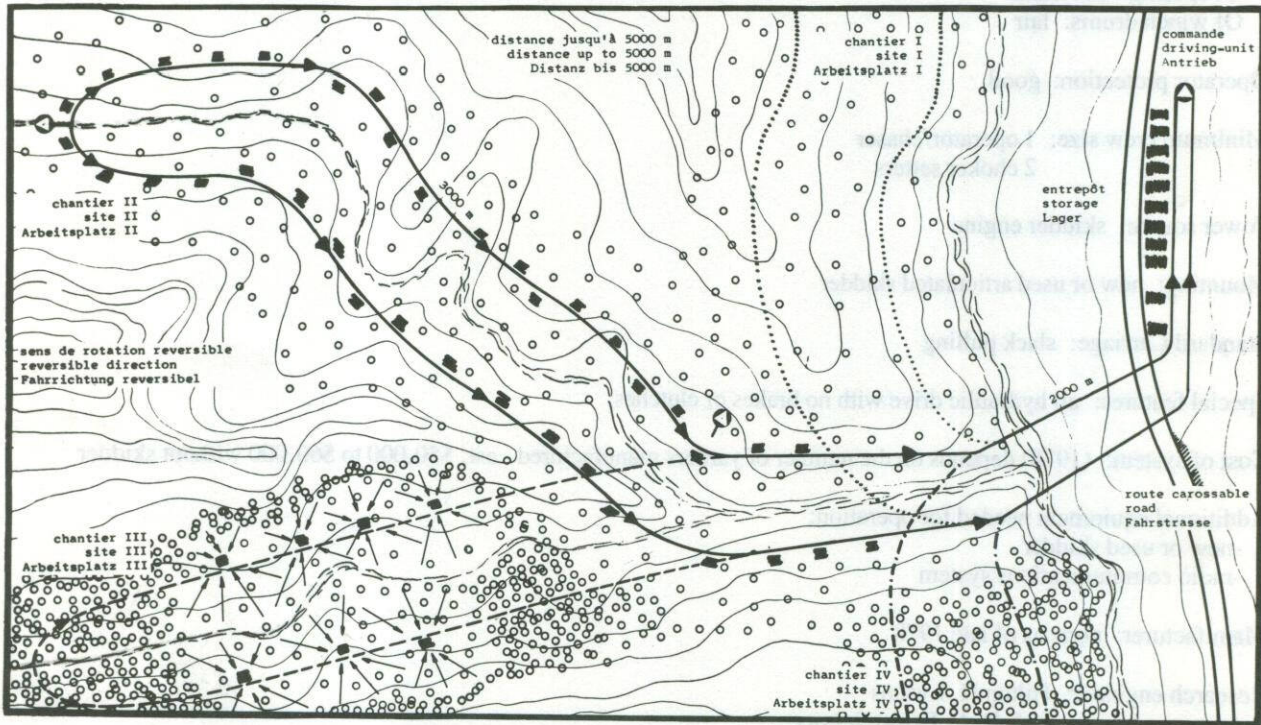 distance jusqu'à 5000 m
distance up to 5000 m
Distanz bis 5000 m
chantier I
site I
Arbeitsplatz I
commande
driving-unit
Antrieb
chantier II
site II
Arbeitsplatz II
3000 m
entrepôt
storage
Lager
sens de rotation reversible
reversible direction
Fahrrichtung reversibel
route carossable
road
Fahrstrasse
chantier III
site III
Arbeitsplatz III
chantier IV
site IV
Arbeitsplatz IV